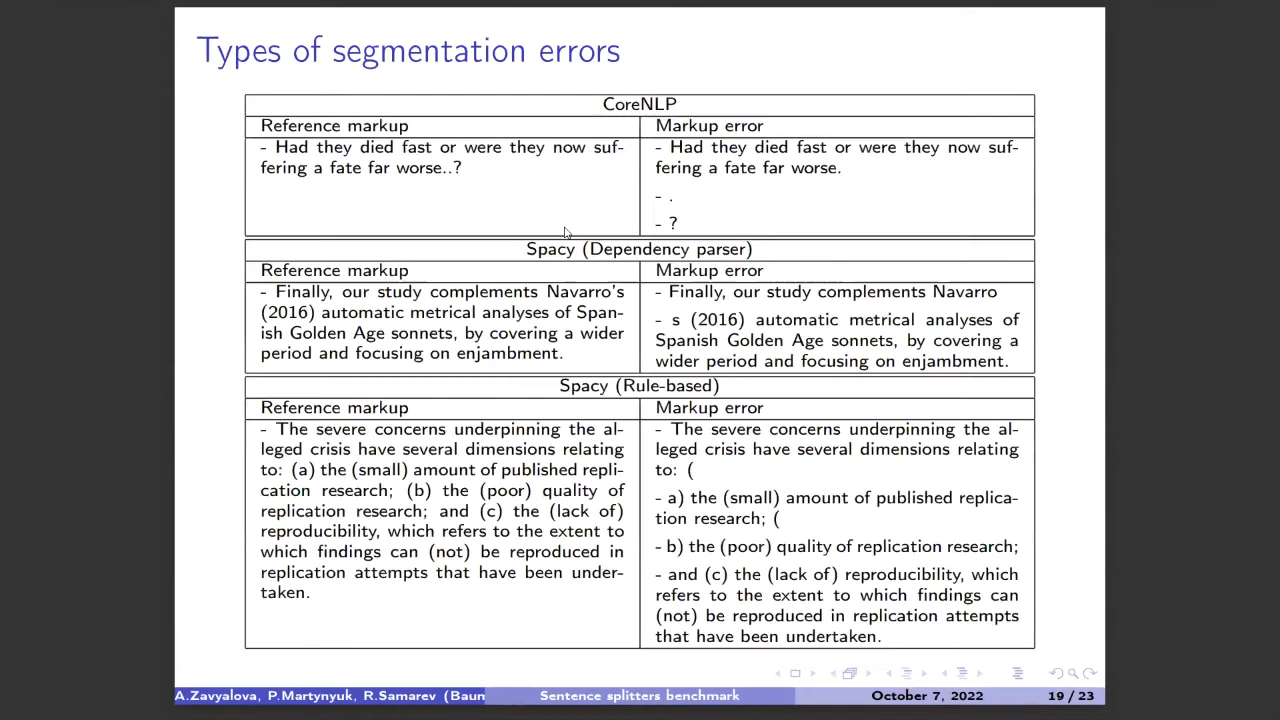 Types of segmentation errors
CoreNLP
Reference markup
Markup error
- Had they died fast or were they now suf-
fering a fate far worse..?
- Had they died fast or were they now suf-
fering a fate far worse.
- .
- ?
Spacy (Dependency parser)
Reference markup
Markup error
- Finally, our study complements Navarro's
(2016) automatic metrical analyses of Span-
ish Golden Age sonnets, by covering a wider
period and focusing on enjambment.
- Finally, our study complements Navarro
- s (2016) automatic metrical analyses of
Spanish Golden Age sonnets, by covering a
wider period and focusing on enjambment.
Spacy (Rule-based)
Reference markup
Markup error
- The severe concerns underpinning the al-
leged crisis have several dimensions relating
to: (a) the (small) amount of published repli-
cation research; (b) the (poor) quality of
replication research; and (c) the (lack of)
reproducibility, which refers to the extent to
which findings can (not) be reproduced in
replication attempts that have been under-
taken.
- The severe concerns underpinning the al-
leged crisis have several dimensions relating
to: (
- a) the (small) amount of published replica-
tion research; (
- b) the (poor) quality of replication research;
- and (c) the (lack of) reproducibility, which
refers to the extent to which findings can
(not) be reproduced in replication attempts
that have been undertaken.
A.Zavyalova, P.Martynyuk, R.Samarev (Baun
Sentence splitters benchmark
October 7, 2022
19 / 23